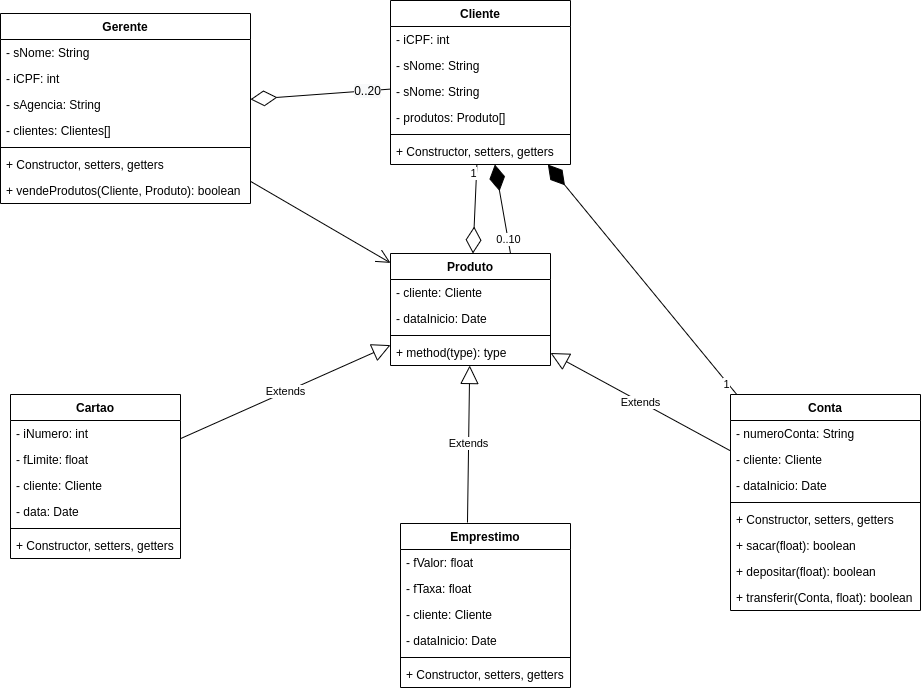 Gerente
- sNome: String
- iCPF: int
- sAgencia: String
- clientes: Clientes[]
+ Constructor, setters, getters
+ vendeProdutos(Cliente, Produto): boolean
0..20
Cliente
- iCPF: int
- sNome: String
- sNome: String
- produtos: Produto[]
+ Constructor, setters, getters
1
0..10
Produto
- cliente: Cliente
- dataInicio: Date
+ method(type): type
Extends
Extends
Extends
1
Cartao
- iNumero: int
- fLimite: float
- cliente: Cliente
- data: Date
+ Constructor, setters, getters
Emprestimo
- fValor: float
- fTaxa: float
- cliente: Cliente
- dataInicio: Date
+ Constructor, setters, getters
Conta
- numeroConta: String
- cliente: Cliente
- dataInicio: Date
+ Constructor, setters, getters
+ sacar(float): boolean
+ depositar(float): boolean
+ transferir(Conta, float): boolean